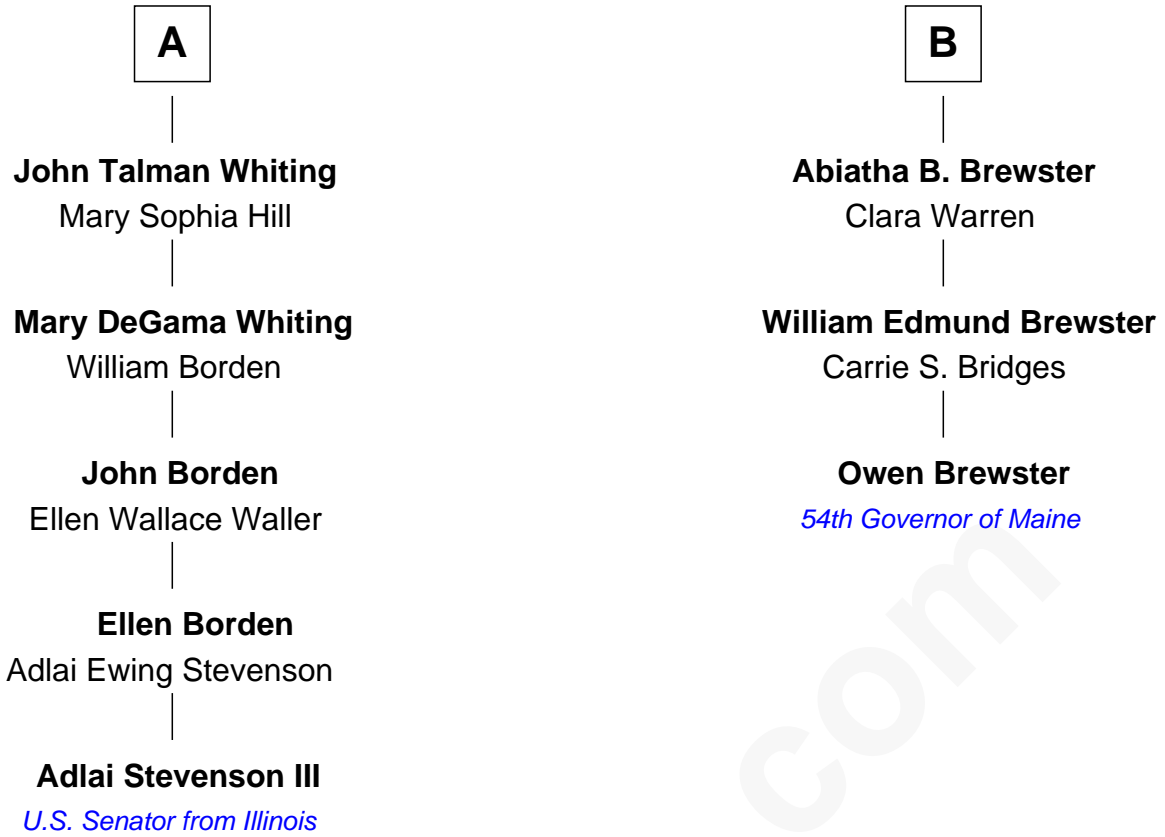 A
John Talman Whiting
Mary Sophia Hill
Mary DeGama Whiting
William Borden
John Borden
Ellen Wallace Waller
Ellen Borden
Adlai Ewing Stevenson
Adlai Stevenson III
U.S. Senator from Illinois
B
Abiatha B. Brewster
Clara Warren
William Edmund Brewster
Carrie S. Bridges
Owen Brewster
54th Governor of Maine
com